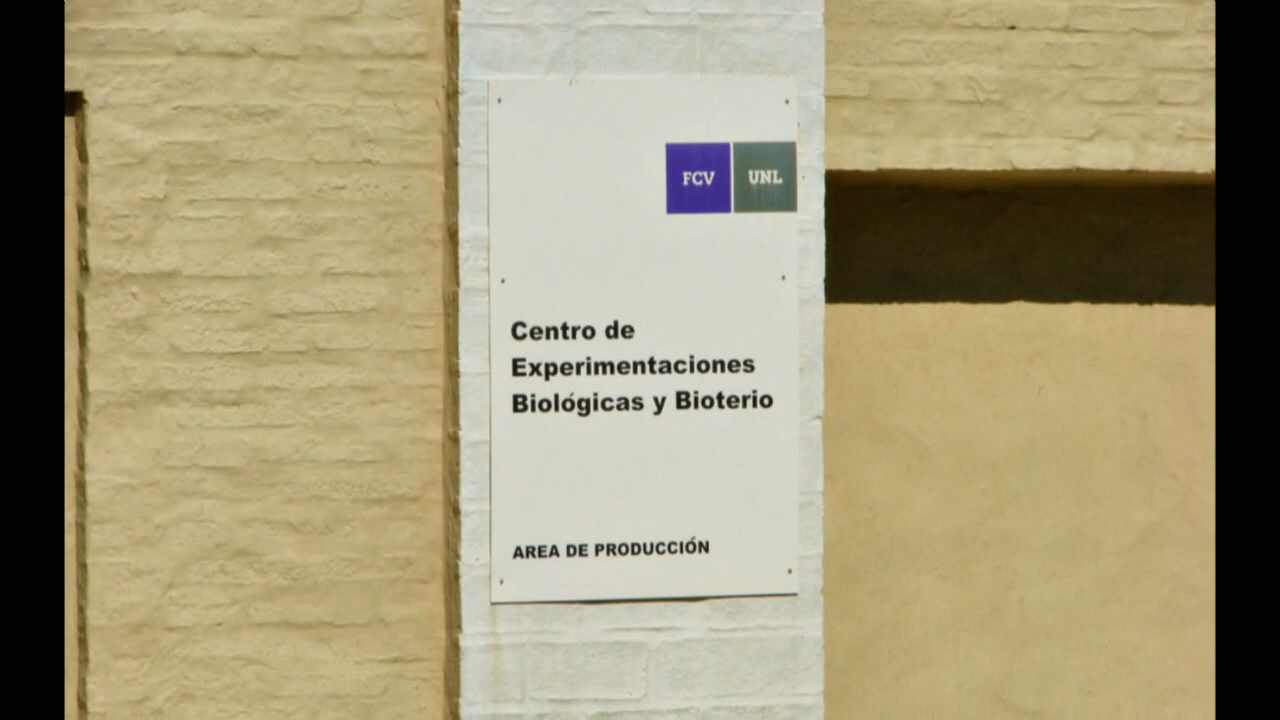 FCV UNL
Centro de
Experimentaciones
Biológicas y Bioterio
AREA DE PRODUCCIÓN